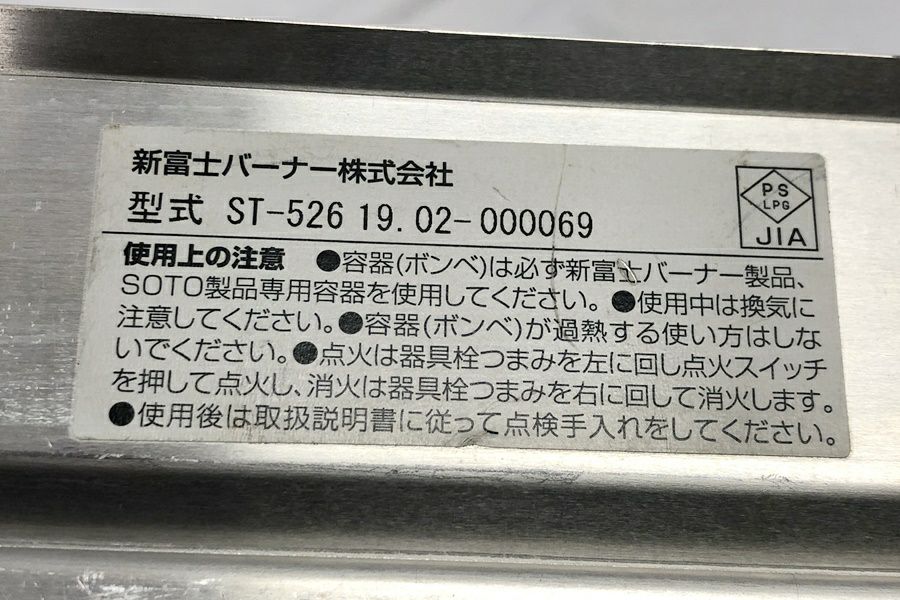 新富士バーナー株式会社
型式 ST-526 19.02-000069
PS
LPG
JIA
使用上の注意 ●容器(ボンベ)は必ず新富士バーナー製品、
SOTO製品専用容器を使用してください。●使用中は換気に
注意してください。●容器(ボンベ)が過熱する使い方はしな
いでください。●点火は器具栓つまみを左に回し点火スイッチ
を押して点火し、消火は器具栓つまみを右に回して消火します。
●使用後は取扱説明書に従って点検手入れをしてください。